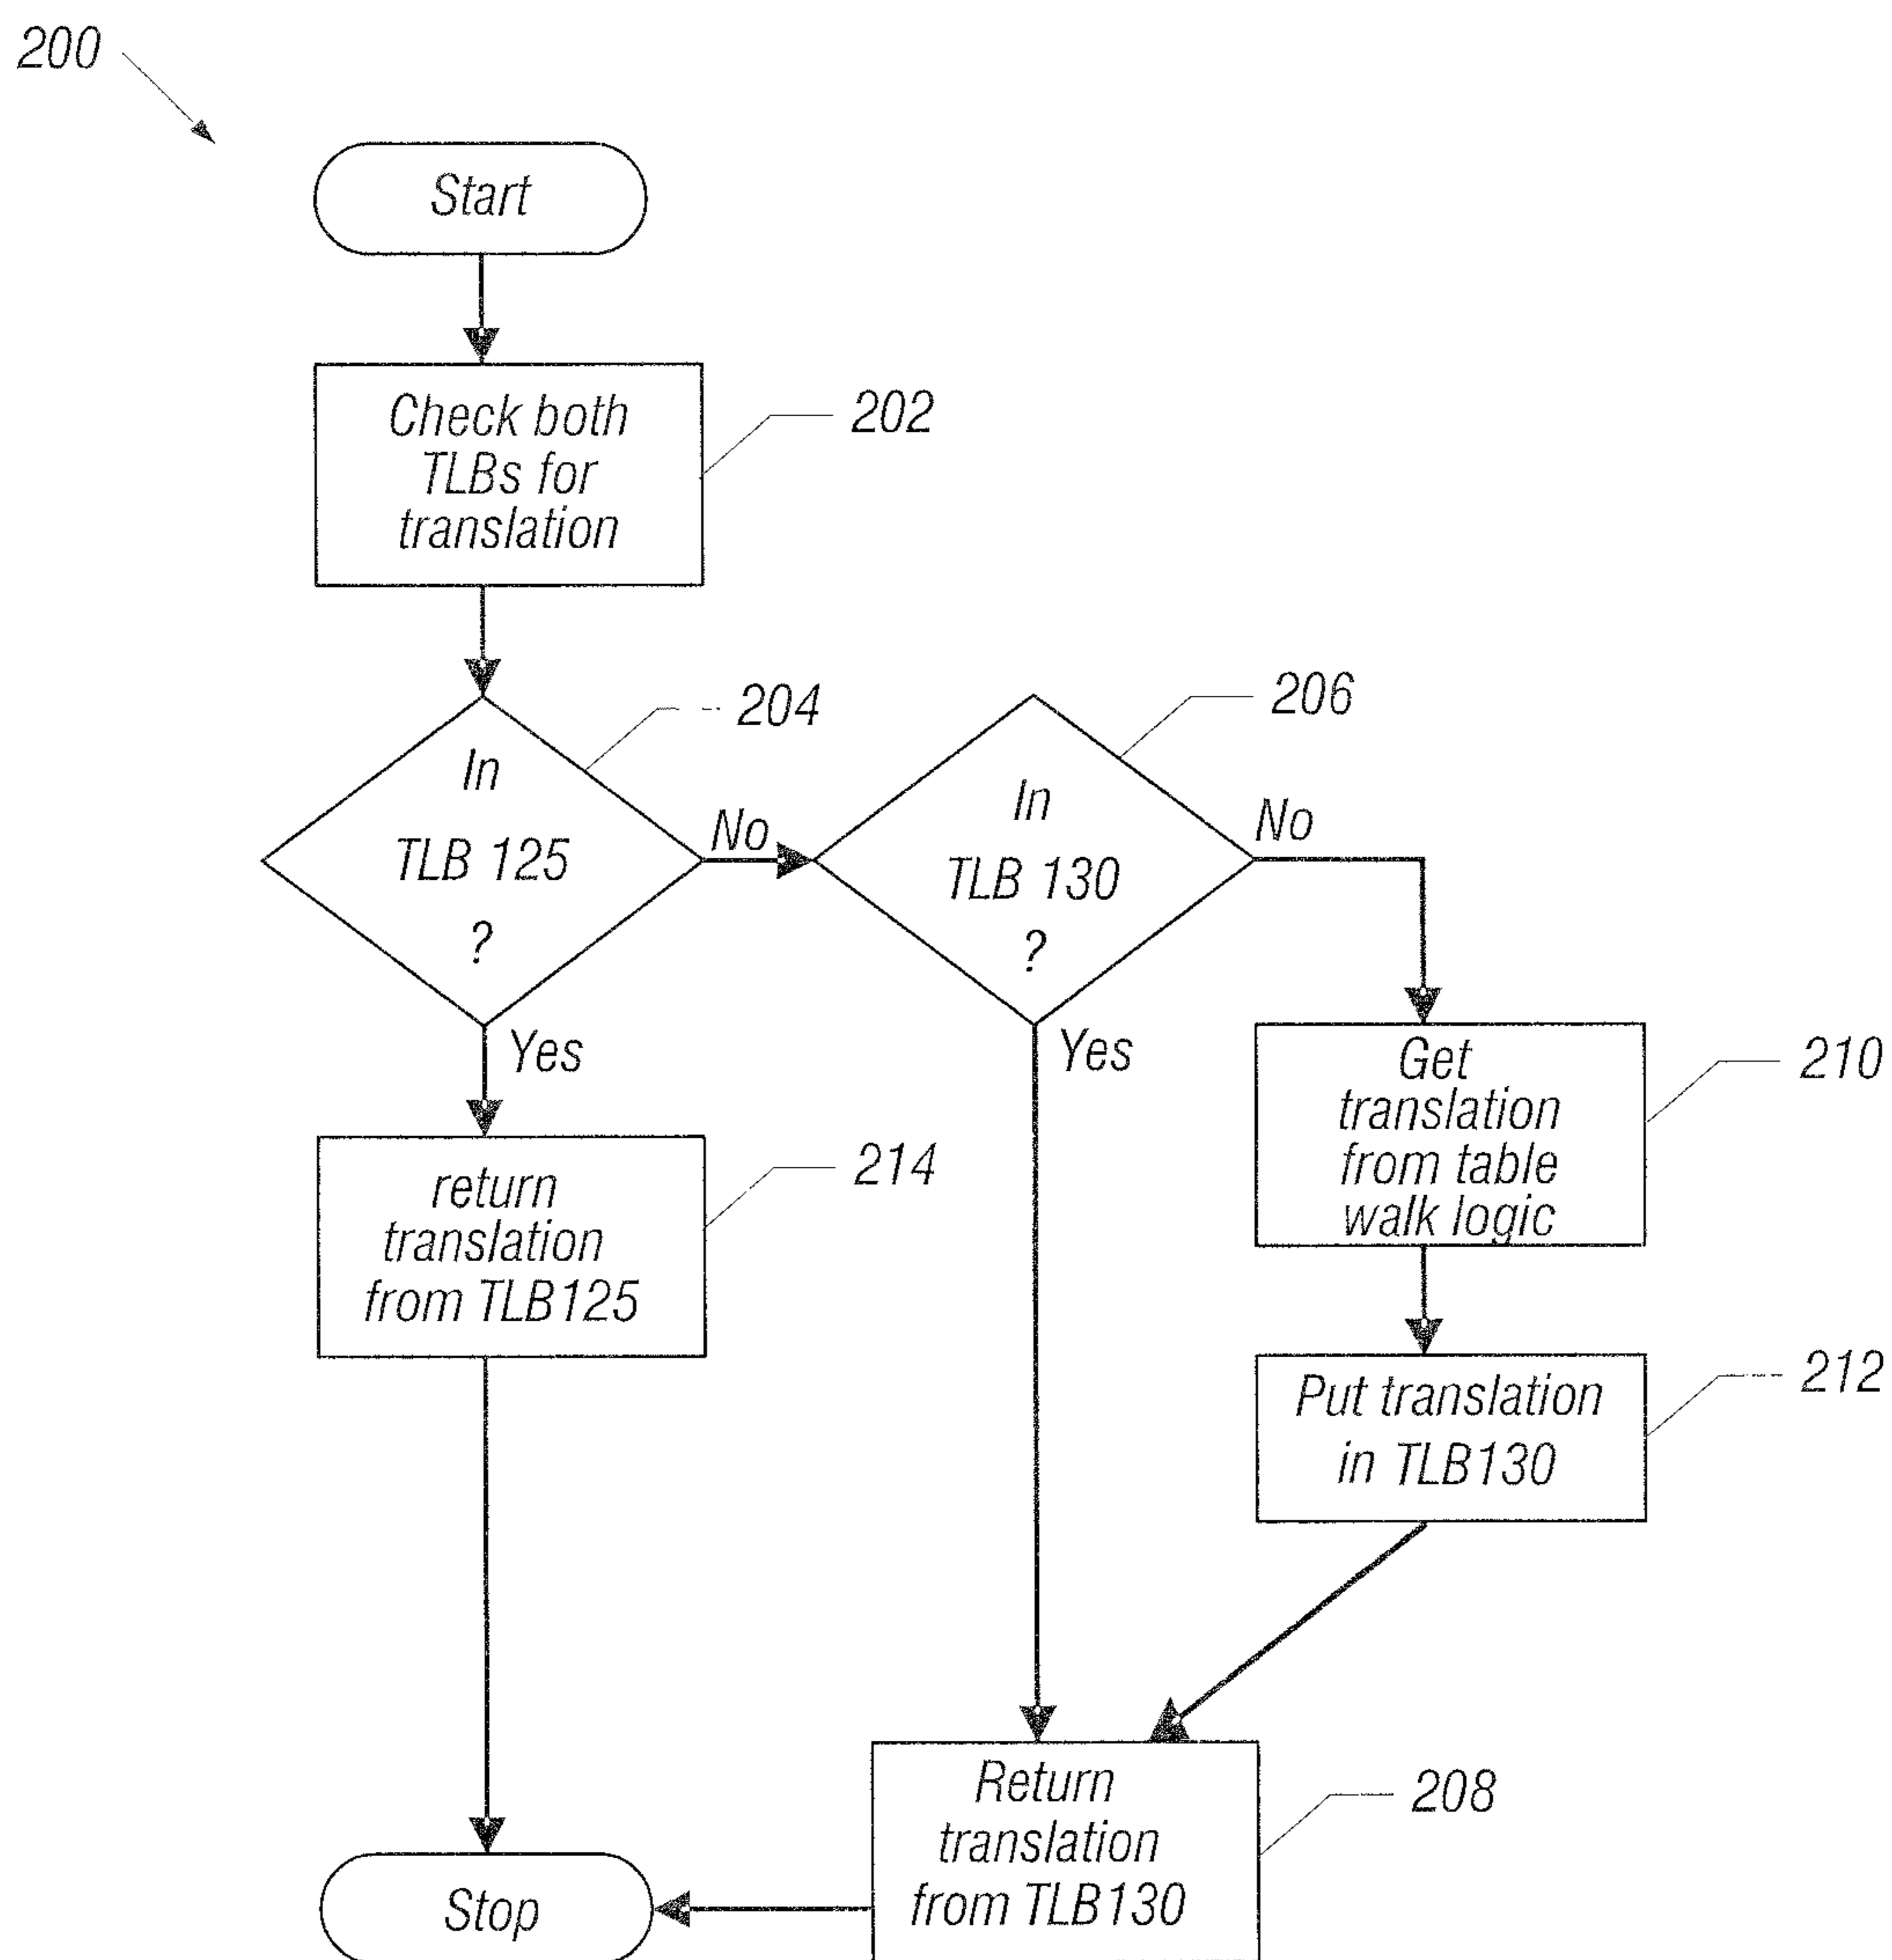 200
Start
Check both
TLBs for
translation
202
In
TLB 125
?
204
No
Yes
In
TLB 130
?
206
No
Yes
Get
translation
from table
walk logic
210
return
translation
from TLB125
214
Put translation
in TLB130
212
Return
translation
from TLB130
208
Stop